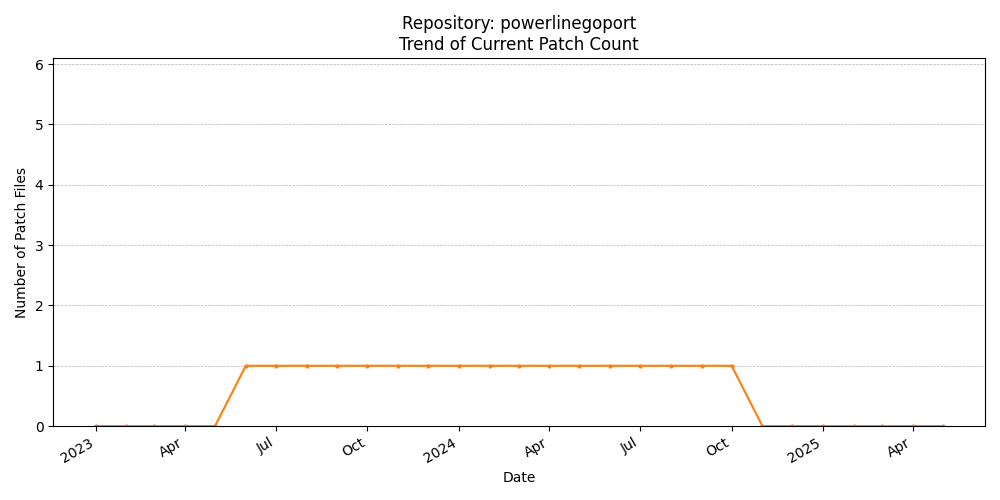 Repository: powerlinegoport
Trend of Current Patch Count
6
5
4
3
2
1
0
Number of Patch Files
2023
Apr
Jul
Oct
2024
Apr
Jul
Oct
2025
Apr
Date